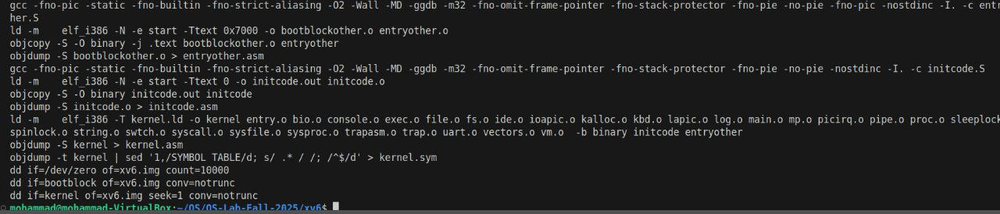 gcc -fno-pic -static -fno-builtin -fno-strict-aliasing -O2 -Wall -MD -ggdb -m32 -fno-omit-frame-pointer -fno-stack-protector -fno-pie -no-pie -fno-pic -nostdinc -I. -c entr
her.S
ld -m    elf_i386 -N -e start -Ttext 0x7000 -o bootblockother.o entryother.o
objcopy -S -O binary -j .text bootblockother.o entryother
objdump -S bootblockother.o > entryother.asm
gcc -fno-pic -static -fno-builtin -fno-strict-aliasing -O2 -Wall -MD -ggdb -m32 -fno-omit-frame-pointer -fno-stack-protector -fno-pie -no-pie -nostdinc -I. -c initcode.S
ld -m    elf_i386 -N -e start -Ttext 0 -o initcode.out initcode.o
objcopy -S -O binary initcode.out initcode
objdump -S initcode.o > initcode.asm
ld -m    elf_i386 -T kernel.ld -o kernel entry.o bio.o console.o exec.o file.o fs.o ide.o ioapic.o kalloc.o kbd.o lapic.o log.o main.o mp.o picirq.o pipe.o proc.o sleeplock
spinlock.o string.o swtch.o syscall.o sysfile.o sysproc.o trapasm.o trap.o uart.o vectors.o vm.o  -b binary initcode entryother
objdump -S kernel > kernel.asm
objdump -t kernel | sed '1,/SYMBOL TABLE/d; s/ .* / /; /^$/d' > kernel.sym
dd if=/dev/zero of=xv6.img count=10000
dd if=bootblock of=xv6.img conv=notrunc
dd if=kernel of=xv6.img seek=1 conv=notrunc
mohammad@mohammad-VirtualBox:~/OS/OS-Lab-Fall-2025/xv6$